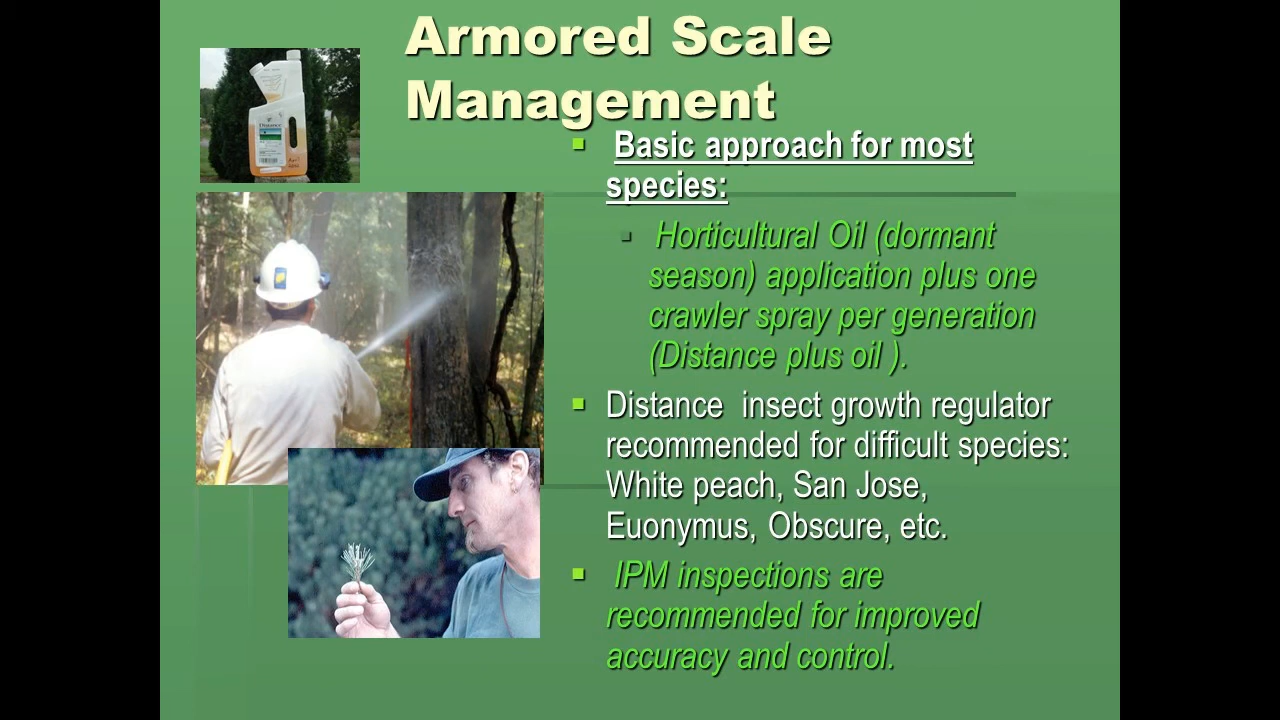 Armored Scale
Management
Basic approach for most
species:
Horticultural Oil (dormant
season) application plus one
crawler spray per generation
(Distance plus oil ).
Distance insect growth regulator
recommended for difficult species:
White peach, San Jose,
Euonymus, Obscure, etc.
IPM inspections are
recommended for improved
accuracy and control.
Distance